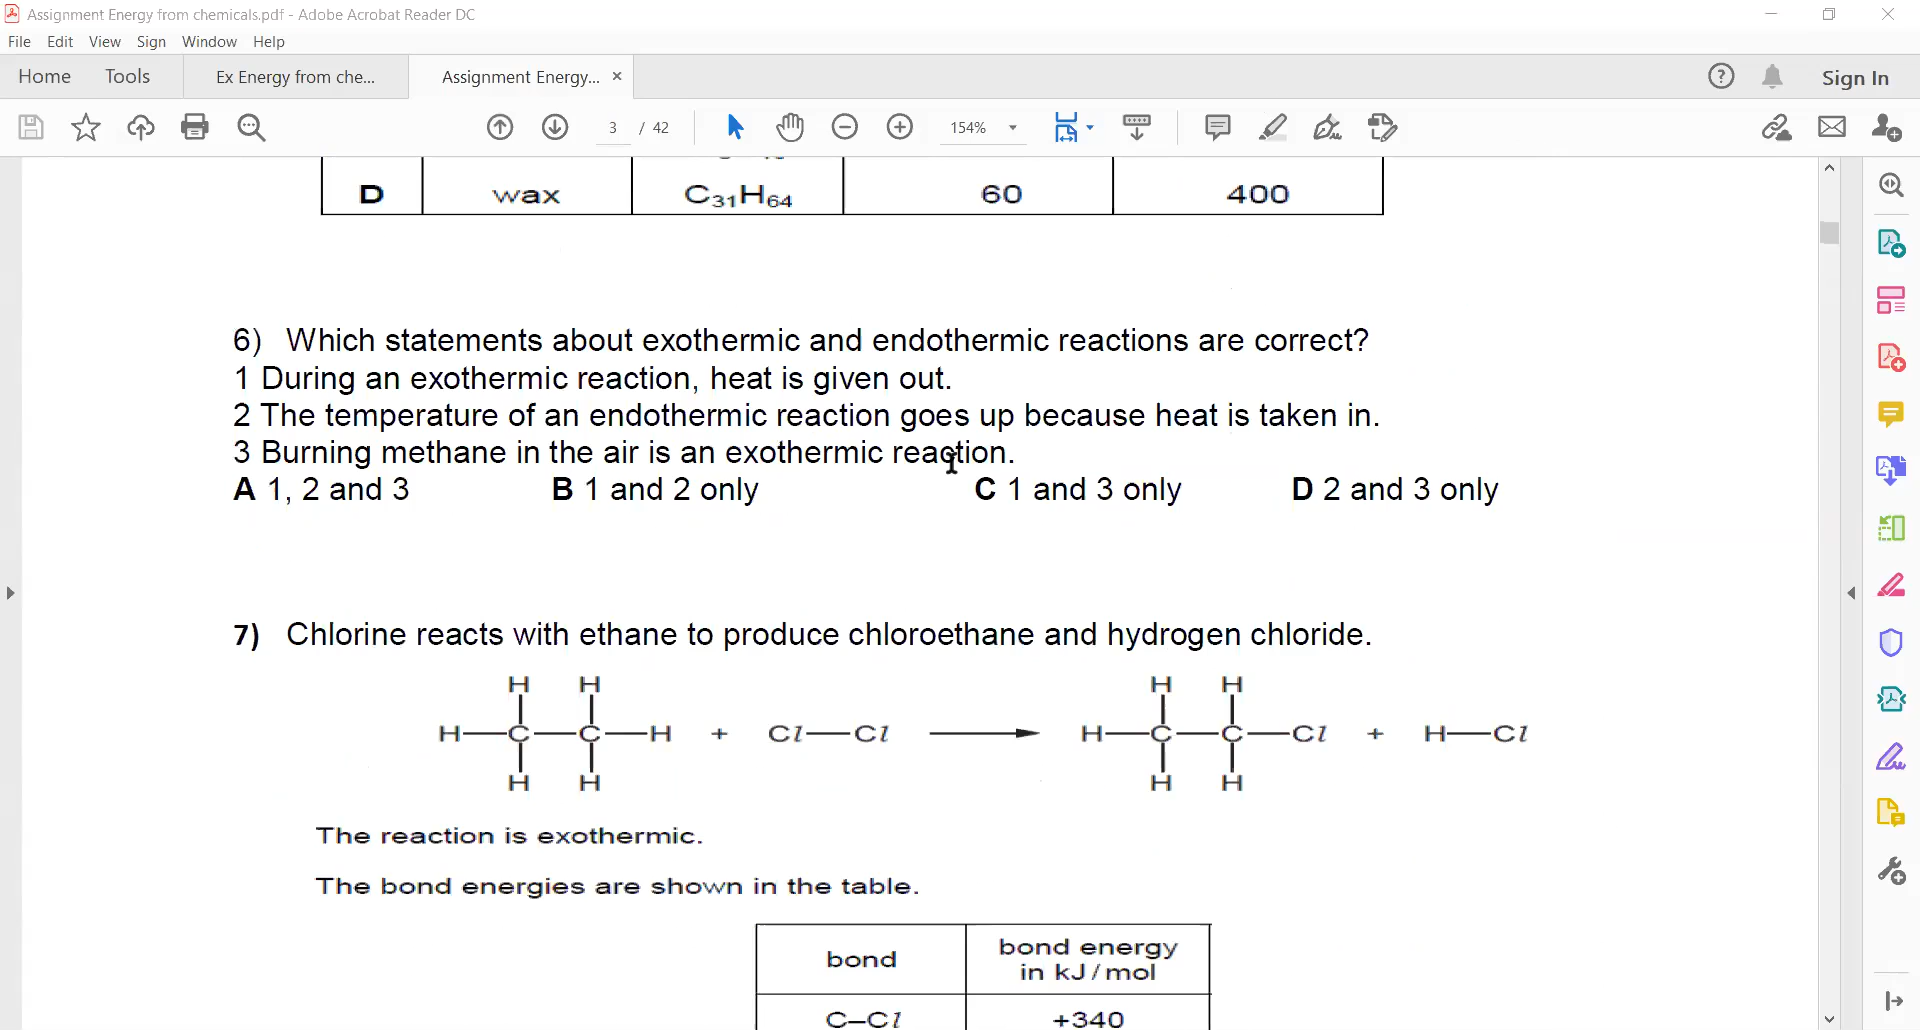 Assignment Energy from chemicals.pdf - Adobe Acrobat Reader DC
File Edit View Sign Window Help
Home Tools Ex Energy from che... Assignment Energy... × ? Sign In
3 / 42 154%
D wax C₃₁H₆₄ 60 400
6) Which statements about exothermic and endothermic reactions are correct?
1 During an exothermic reaction, heat is given out.
2 The temperature of an endothermic reaction goes up because heat is taken in.
3 Burning methane in the air is an exothermic reaction.
A 1, 2 and 3 B 1 and 2 only C 1 and 3 only D 2 and 3 only
7) Chlorine reacts with ethane to produce chloroethane and hydrogen chloride.
H H H H
H—C—C—H + Cl—Cl → H—C—C—Cl + H—Cl
H H H H
The reaction is exothermic.
The bond energies are shown in the table.
bond bond energy
in kJ/mol
C–Cl +340